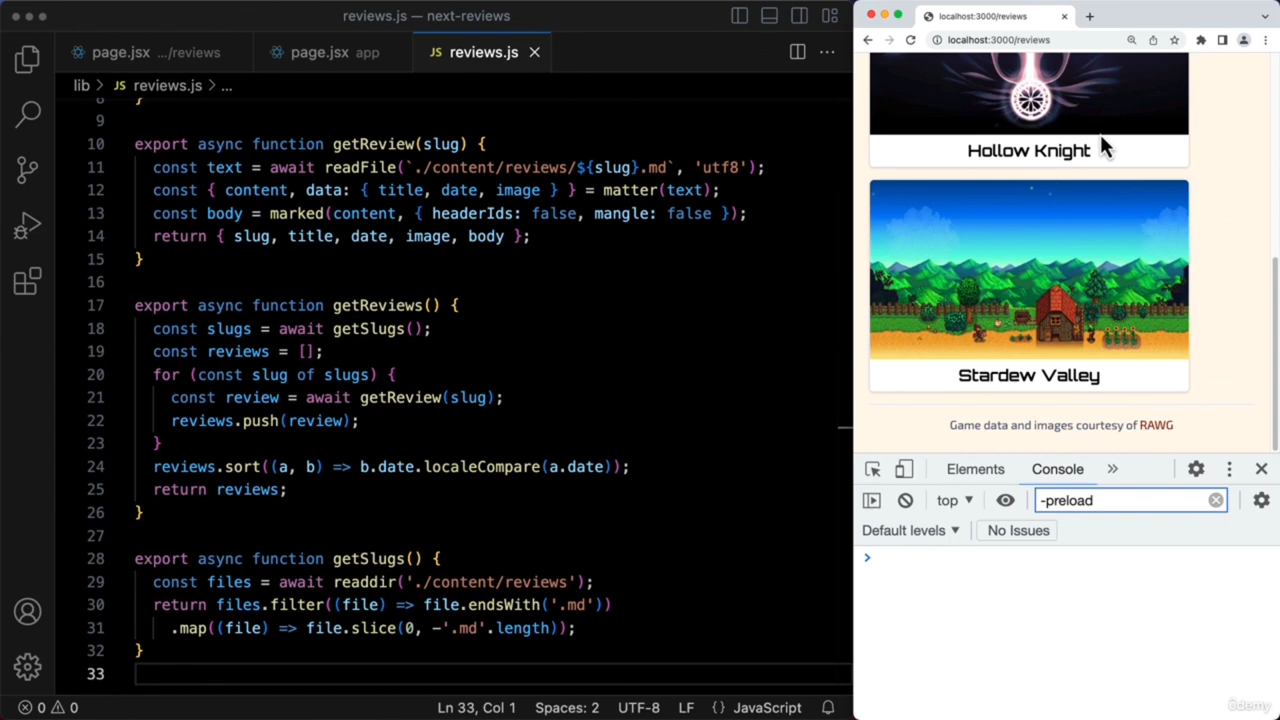 reviews.js — next-reviews
page.jsx .../reviews
page.jsx app
JS reviews.js
lib > JS reviews.js > ...
8 }
9
10 export async function getReview(slug) {
11 const text = await readFile(`./content/reviews/${slug}.md`, 'utf8');
12 const { content, data: { title, date, image } } = matter(text);
13 const body = marked(content, { headerIds: false, mangle: false });
14 return { slug, title, date, image, body };
15 }
16
17 export async function getReviews() {
18 const slugs = await getSlugs();
19 const reviews = [];
20 for (const slug of slugs) {
21 const review = await getReview(slug);
22 reviews.push(review);
23 }
24 reviews.sort((a, b) => b.date.localeCompare(a.date));
25 return reviews;
26 }
27
28 export async function getSlugs() {
29 const files = await readdir('./content/reviews');
30 return files.filter((file) => file.endsWith('.md'))
31 .map((file) => file.slice(0, -'.md'.length));
32 }
33
0 0
Ln 33, Col 1
Spaces: 2
UTF-8
LF
{} JavaScript
localhost:3000/reviews
localhost:3000/reviews
Hollow Knight
Stardew Valley
Game data and images courtesy of RAWG
Elements
Console
top
-preload
Default levels
No Issues
ûdemy